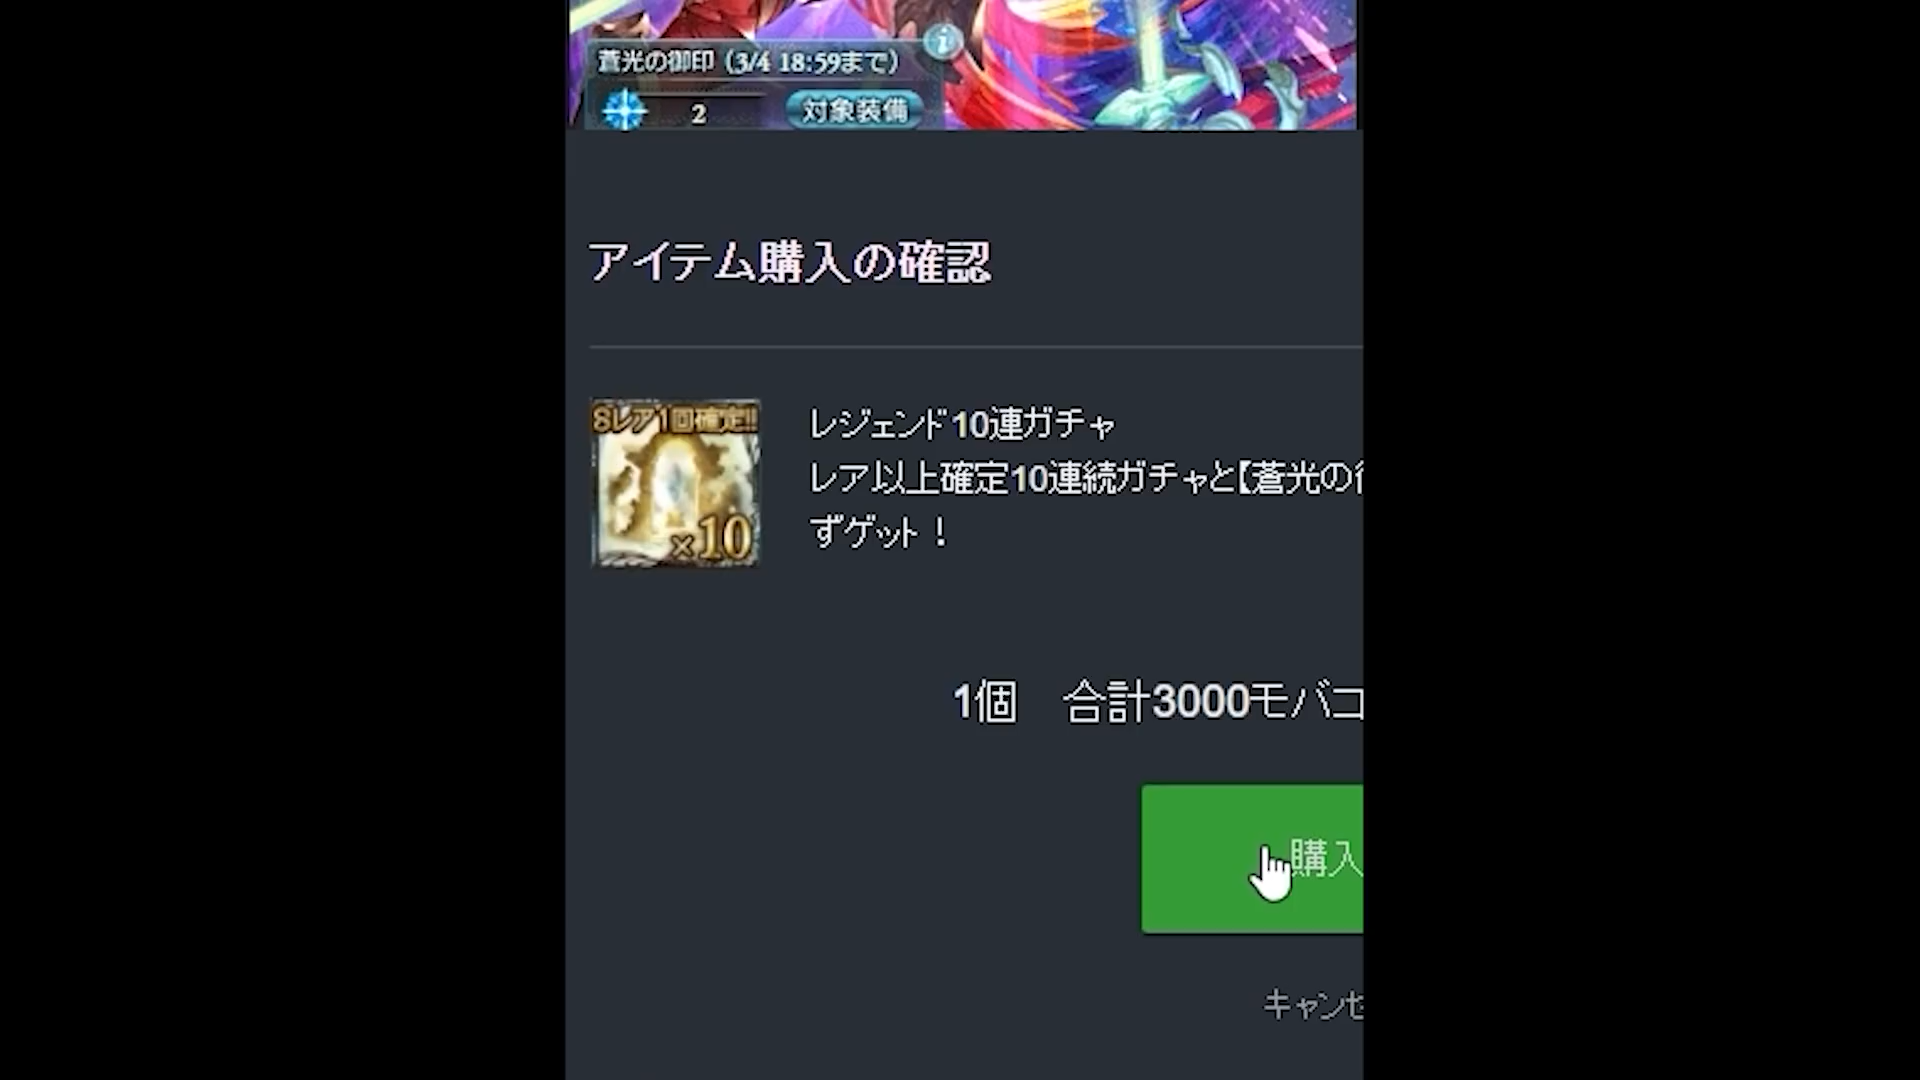 蒼光の御印 (3/4 18:59まで)
2
対象装備
アイテム購入の確認
Sレア1回確定!!
×10
レジェンド10連ガチャ
レア以上確定10連続ガチャと【蒼光の
ずゲット！
1個 合計3000モバコ
購入
キャンセ